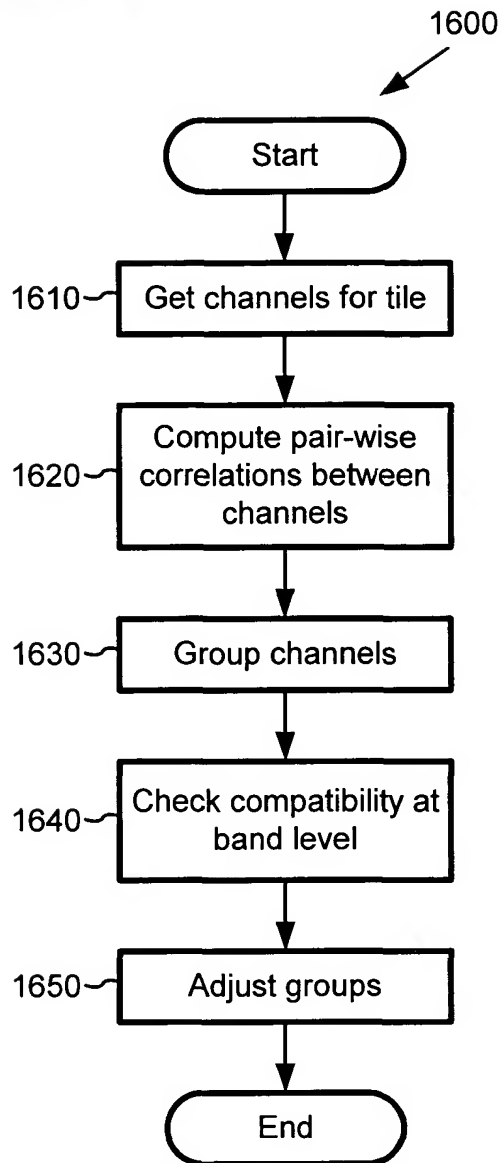 1600
Start
1610
Get channels for tile
1620
Compute pair-wise
correlations between
channels
1630
Group channels
1640
Check compatibility at
band level
1650
Adjust groups
End